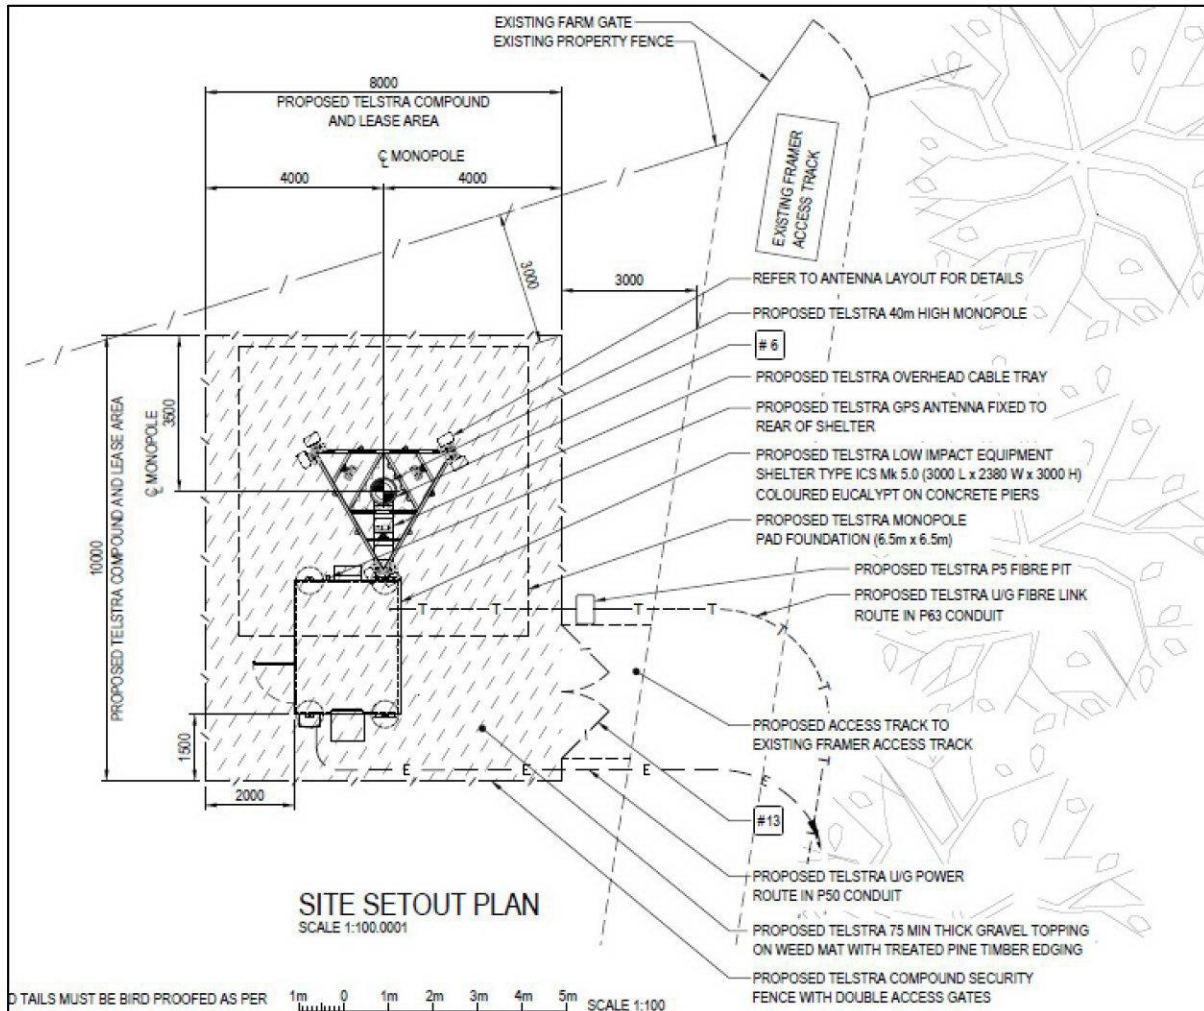 EXISTING FARM GATE
EXISTING PROPERTY FENCE
8000
PROPOSED TELSTRA COMPOUND
AND LEASE AREA
℄ MONOPOLE
4000
4000
EXISTING FRAMER
ACCESS TRACK
3000
3000
REFER TO ANTENNA LAYOUT FOR DETAILS
PROPOSED TELSTRA 40m HIGH MONOPOLE
#6
PROPOSED TELSTRA OVERHEAD CABLE TRAY
PROPOSED TELSTRA GPS ANTENNA FIXED TO
REAR OF SHELTER
PROPOSED TELSTRA LOW IMPACT EQUIPMENT
SHELTER TYPE ICS Mk 5.0 (3000 L x 2380 W x 3000 H)
COLOURED EUCALYPT ON CONCRETE PIERS
PROPOSED TELSTRA MONOPOLE
PAD FOUNDATION (6.5m x 6.5m)
PROPOSED TELSTRA P5 FIBRE PIT
PROPOSED TELSTRA U/G FIBRE LINK
ROUTE IN P63 CONDUIT
10000
PROPOSED TELSTRA COMPOUND AND LEASE AREA
℄ MONOPOLE
3500
T T T T
T
T
T
T
PROPOSED ACCESS TRACK TO
EXISTING FRAMER ACCESS TRACK
1500
2000
E E E
E
#13
PROPOSED TELSTRA U/G POWER
ROUTE IN P50 CONDUIT
PROPOSED TELSTRA 75 MIN THICK GRAVEL TOPPING
ON WEED MAT WITH TREATED PINE TIMBER EDGING
PROPOSED TELSTRA COMPOUND SECURITY
FENCE WITH DOUBLE ACCESS GATES
SITE SETOUT PLAN
SCALE 1:100.0001
D TAILS MUST BE BIRD PROOFED AS PER
1m 0 1m 2m 3m 4m 5m SCALE 1:100